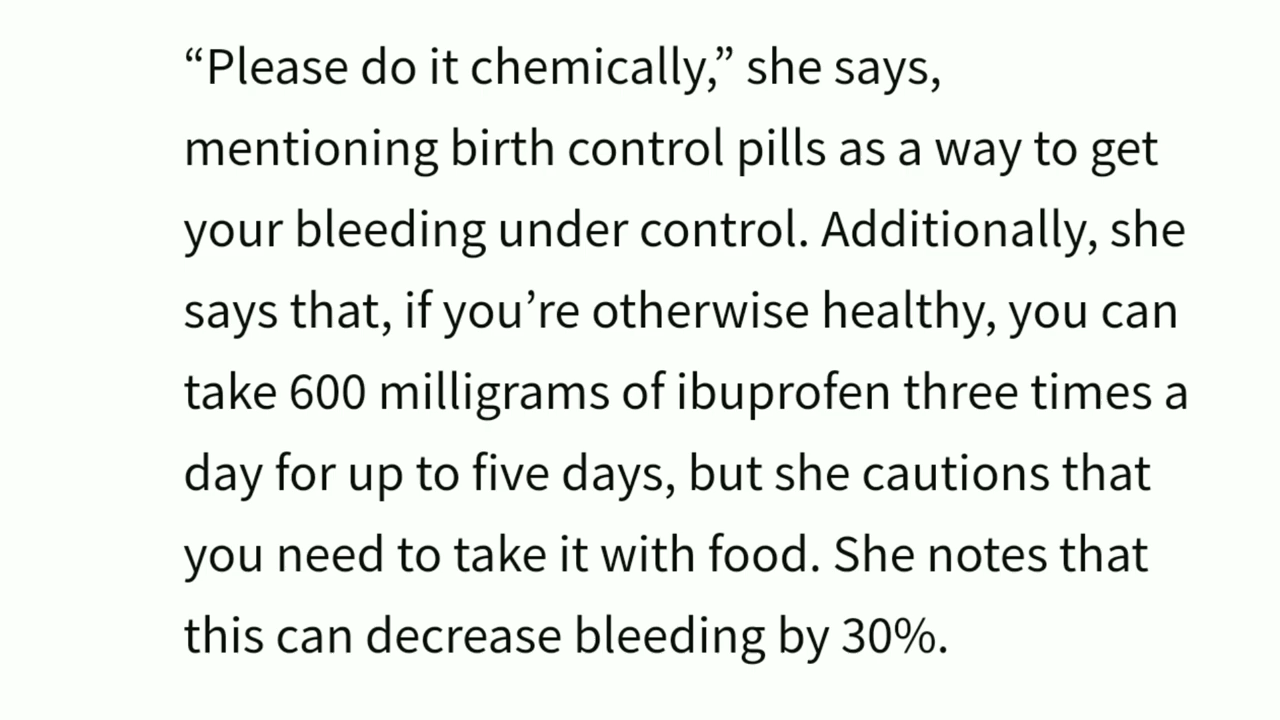 “Please do it chemically,” she says,
mentioning birth control pills as a way to get
your bleeding under control. Additionally, she
says that, if you’re otherwise healthy, you can
take 600 milligrams of ibuprofen three times a
day for up to five days, but she cautions that
you need to take it with food. She notes that
this can decrease bleeding by 30%.